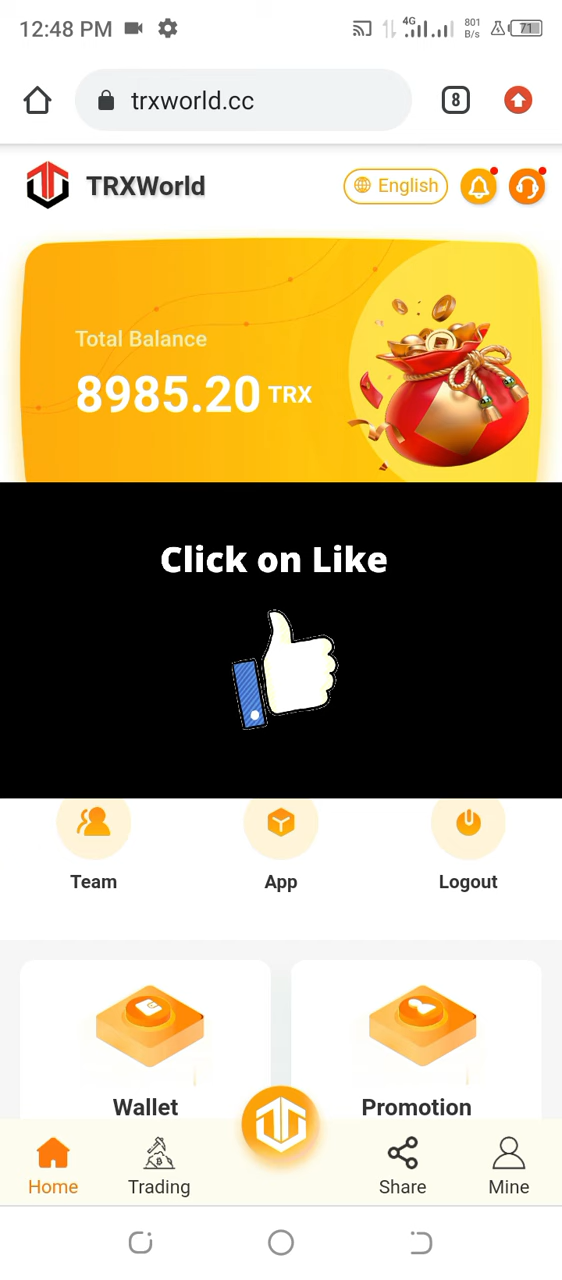 12:48 PM
4G
801
B/s
71
trxworld.cc
8
TRXWorld
English
Total Balance
8985.20 TRX
Click on Like
Team
App
Logout
Wallet
Promotion
Home
Trading
Share
Mine